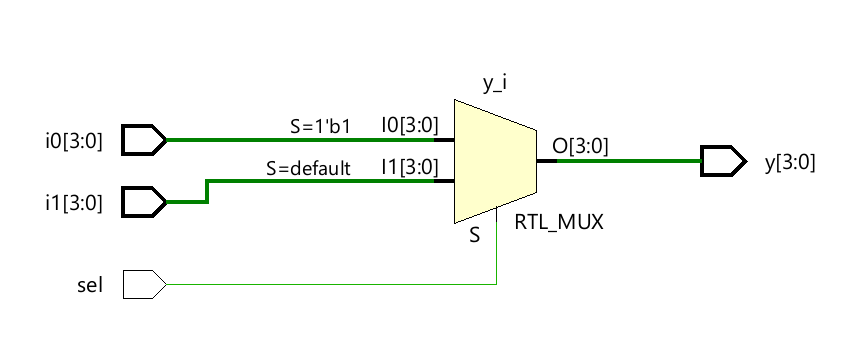 y_i
i0[3:0]
S=1'b1
I0[3:0]
O[3:0]
y[3:0]
S=default
I1[3:0]
i1[3:0]
S
RTL_MUX
sel